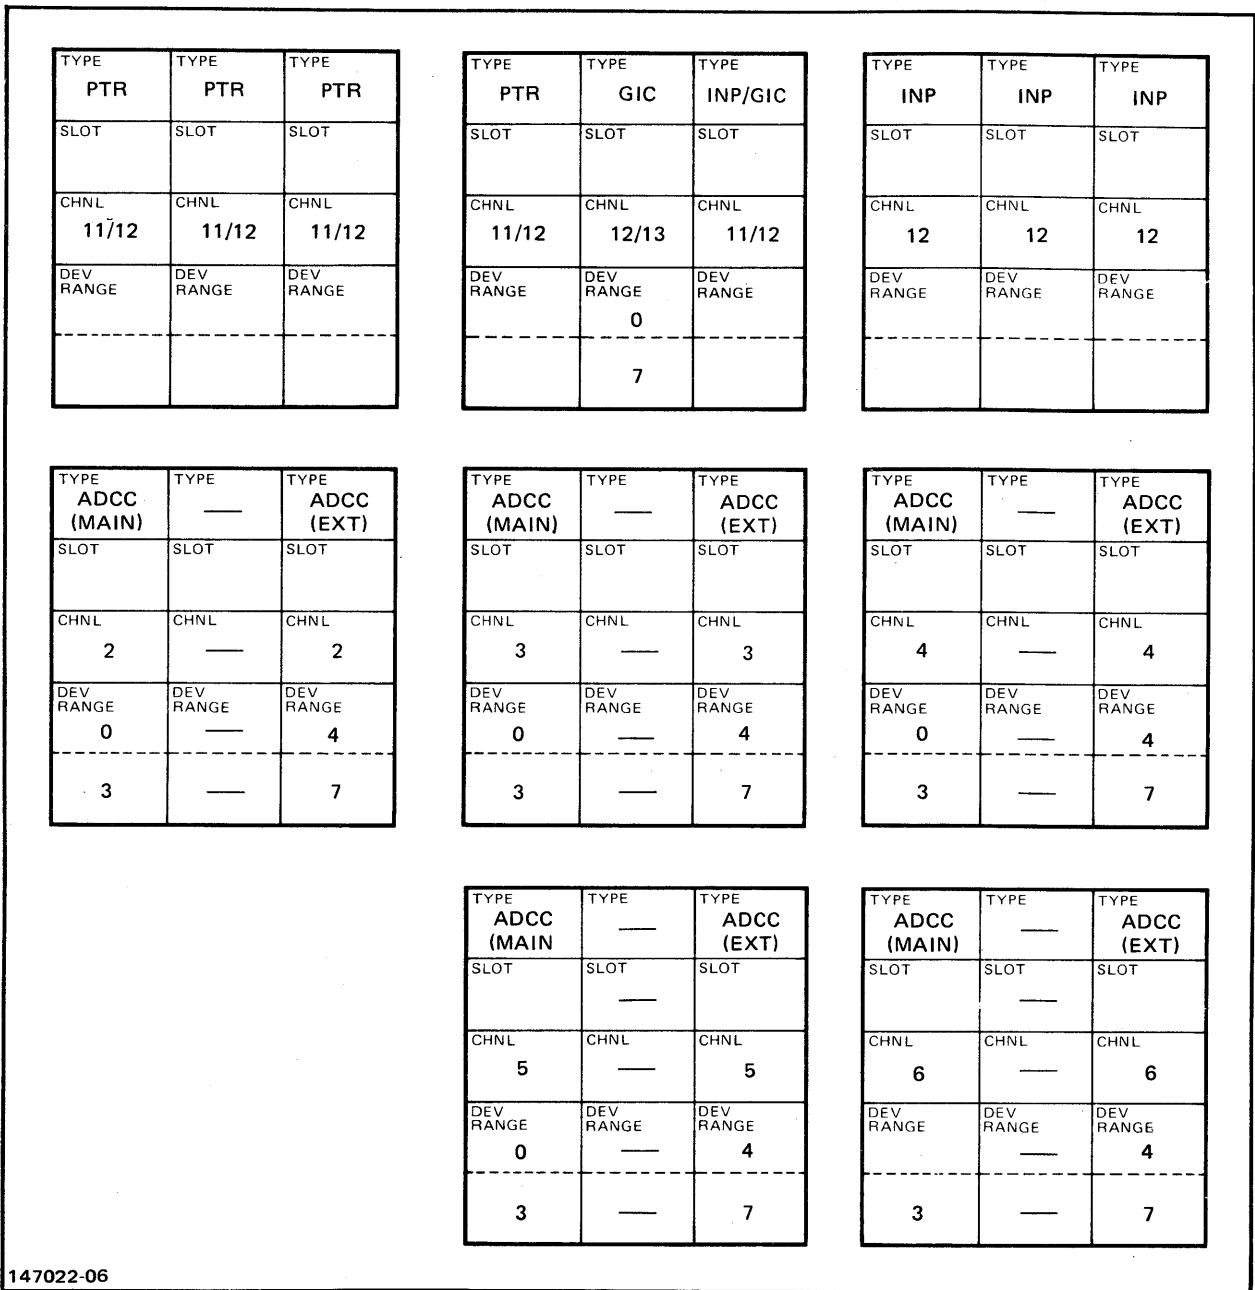 TYPE TYPE TYPE
PTR PTR PTR
SLOT SLOT SLOT
CHNL CHNL CHNL
11/12 11/12 11/12
DEV RANGE DEV RANGE DEV RANGE
TYPE TYPE TYPE
PTR GIC INP/GIC
SLOT SLOT SLOT
CHNL CHNL CHNL
11/12 12/13 11/12
DEV RANGE DEV RANGE DEV RANGE
0
7
TYPE TYPE TYPE
INP INP INP
SLOT SLOT SLOT
CHNL CHNL CHNL
12 12 12
DEV RANGE DEV RANGE DEV RANGE
TYPE TYPE TYPE
ADCC (MAIN) — ADCC (EXT)
SLOT SLOT SLOT
CHNL CHNL CHNL
2 — 2
DEV RANGE DEV RANGE DEV RANGE
0 — 4
3 — 7
TYPE TYPE TYPE
ADCC (MAIN) — ADCC (EXT)
SLOT SLOT SLOT
CHNL CHNL CHNL
3 — 3
DEV RANGE DEV RANGE DEV RANGE
0 — 4
3 — 7
TYPE TYPE TYPE
ADCC (MAIN) — ADCC (EXT)
SLOT SLOT SLOT
CHNL CHNL CHNL
4 — 4
DEV RANGE DEV RANGE DEV RANGE
0 — 4
3 — 7
TYPE TYPE TYPE
ADCC (MAIN — ADCC (EXT)
SLOT SLOT SLOT
—
CHNL CHNL CHNL
5 — 5
DEV RANGE DEV RANGE DEV RANGE
0 — 4
3 — 7
TYPE TYPE TYPE
ADCC (MAIN) — ADCC (EXT)
SLOT SLOT SLOT
—
CHNL CHNL CHNL
6 — 6
DEV RANGE DEV RANGE DEV RANGE
— 4
3 — 7
147022-06